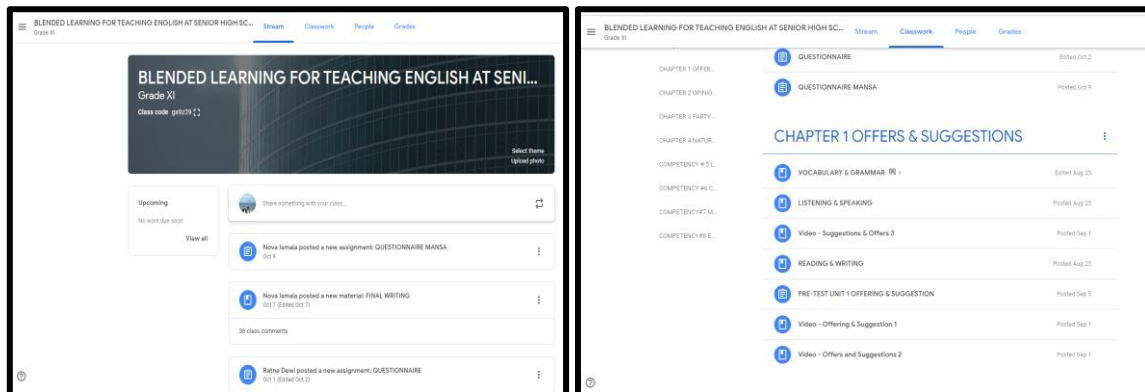 BLENDED LEARNING FOR TEACHING ENGLISH AT SENIOR HIGH SC...
Grade XI
Stream
Classwork
People
Grades
BLENDED LEARNING FOR TEACHING ENGLISH AT SENI...
Grade XI
Class code
Select theme
Upload photo
Upcoming
No work due soon
View all
Share something with your class...
Nova Ismala posted a new assignment: QUESTIONNAIRE MANSA
Oct 9
Nova Ismala posted a new material: FINAL WRITING
Oct 7 (Edited Oct 7)
38 class comments
Ratna Dewi posted a new assignment: QUESTIONNAIRE
Oct 1 (Edited Oct 2)
BLENDED LEARNING FOR TEACHING ENGLISH AT SENIOR HIGH SC...
Grade XI
Stream
Classwork
People
Grades
CHAPTER 1 OFFER...
CHAPTER 2 OPINIO...
CHAPTER 3 PARTY ...
CHAPTER 4 NATUR...
COMPETENCY # 5 L...
COMPETENCY #6 C...
COMPETENCY#7 M...
COMPETENCY#8 E...
QUESTIONNAIRE
Edited Oct 2
QUESTIONNAIRE MANSA
Posted Oct 9
CHAPTER 1 OFFERS & SUGGESTIONS
VOCABULARY & GRAMMAR
Edited Aug 25
LISTENING & SPEAKING
Posted Aug 25
Video - Suggestions & Offers 3
Posted Sep 1
READING & WRITING
Posted Aug 25
PRE-TEST UNIT 1 OFFERING & SUGGESTION
Posted Sep 5
Video - Offering & Suggestion 1
Posted Sep 1
Video - Offers and Suggestions 2
Posted Sep 1